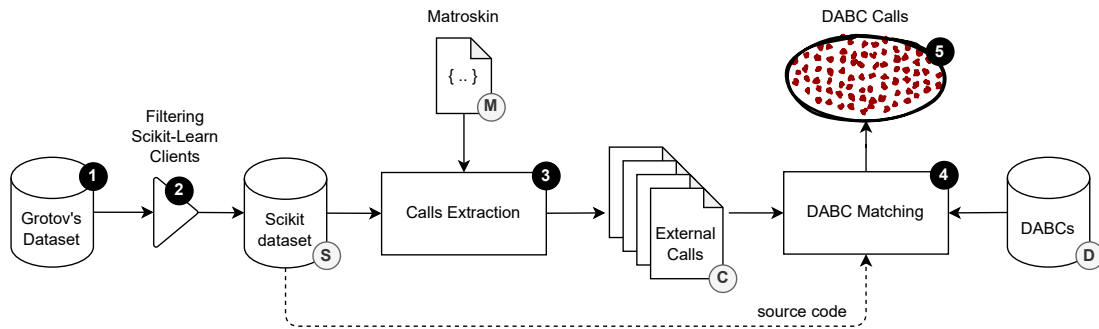 Matroskin
DABC Calls
{ .. }
M
5
Filtering
Scikit-Learn
Clients
1
2
3
4
Grotov's
Dataset
Scikit
dataset
S
Calls Extraction
External
Calls
C
DABC Matching
DABCs
D
source code